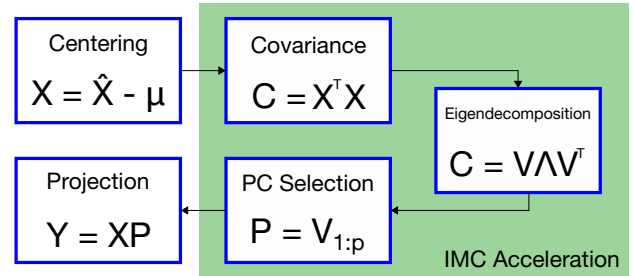 Centering
X = X̂ - μ
Covariance
C = XᵀX
Eigendecomposition
C = VΛVᵀ
PC Selection
P = V₁:ₚ
Projection
Y = XP
IMC Acceleration